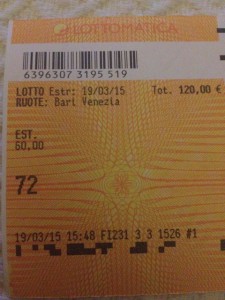 LOTTOMATICA
6396307 3195 519
LOTTO Estr: 19/03/15 Tot. 120,00 €
RUOTE: Bari Venezia
EST.
60,00
72
19/03/15 15:48 FI231 3 3 1526 #1